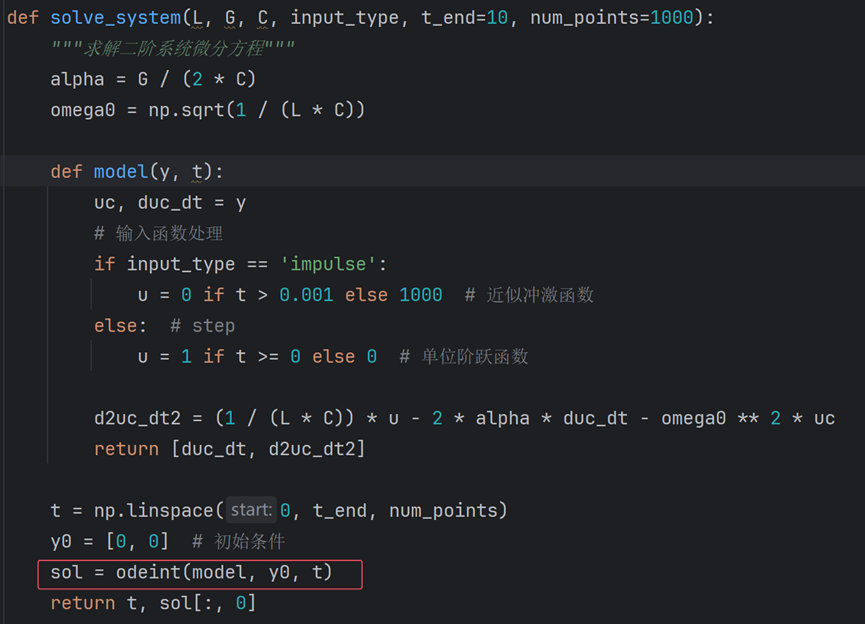 def solve_system(L, G, C, input_type, t_end=10, num_points=1000):
    """求解二阶系统微分方程"""
    alpha = G / (2 * C)
    omega0 = np.sqrt(1 / (L * C))
    def model(y, t):
        uc, duc_dt = y
        # 输入函数处理
        if input_type == 'impulse':
            u = 0 if t > 0.001 else 1000  # 近似冲激函数
        else:  # step
            u = 1 if t >= 0 else 0  # 单位阶跃函数
        d2uc_dt2 = (1 / (L * C)) * u - 2 * alpha * duc_dt - omega0 ** 2 * uc
        return [duc_dt, d2uc_dt2]
    t = np.linspace( start: 0, t_end, num_points)
    y0 = [0, 0]  # 初始条件
    sol = odeint(model, y0, t)
    return t, sol[:, 0]